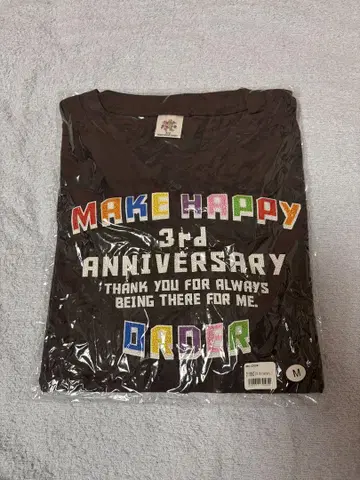 MAKE HAPPY
3rd
ANNIVERSARY
THANK YOU FOR ALWAYS
BEING THERE FOR ME.
ORDER
M